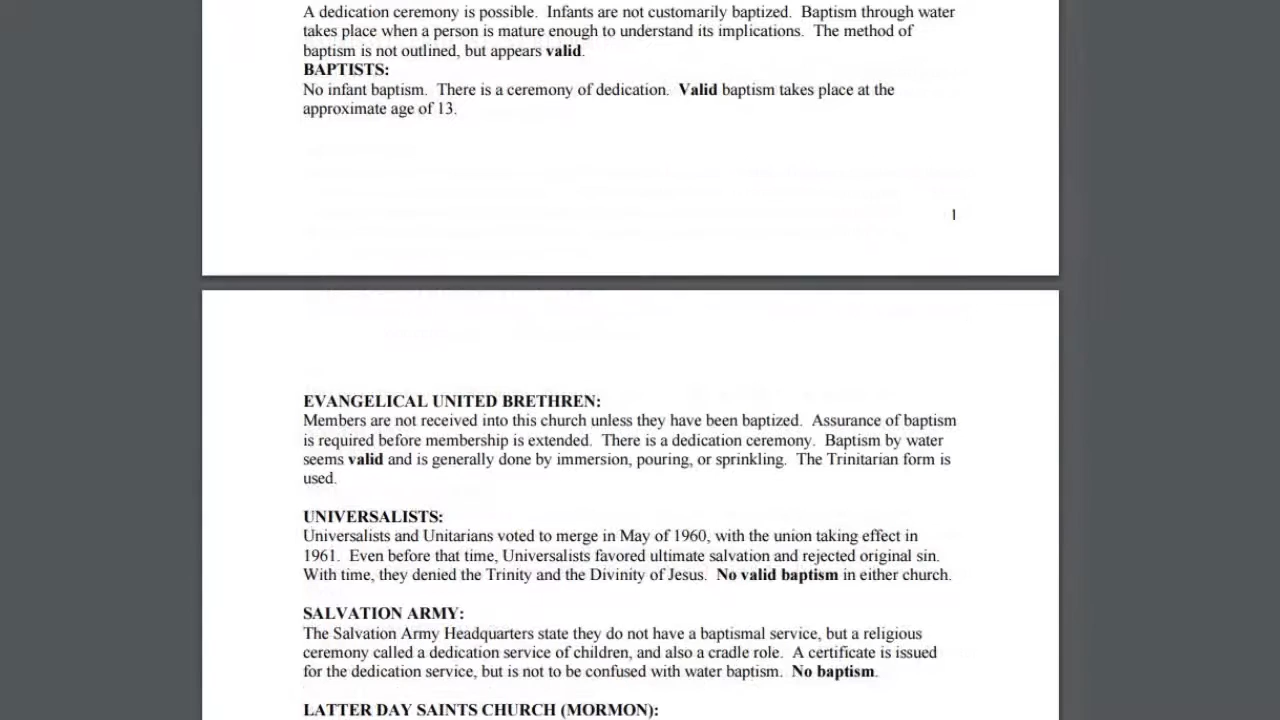 A dedication ceremony is possible.  Infants are not customarily baptized.  Baptism through water
takes place when a person is mature enough to understand its implications.  The method of
baptism is not outlined, but appears valid.
BAPTISTS:
No infant baptism.  There is a ceremony of dedication.  Valid baptism takes place at the
approximate age of 13.
1
EVANGELICAL UNITED BRETHREN:
Members are not received into this church unless they have been baptized.  Assurance of baptism
is required before membership is extended.  There is a dedication ceremony.  Baptism by water
seems valid and is generally done by immersion, pouring, or sprinkling.  The Trinitarian form is
used.
UNIVERSALISTS:
Universalists and Unitarians voted to merge in May of 1960, with the union taking effect in
1961.  Even before that time, Universalists favored ultimate salvation and rejected original sin.
With time, they denied the Trinity and the Divinity of Jesus.  No valid baptism in either church.
SALVATION ARMY:
The Salvation Army Headquarters state they do not have a baptismal service, but a religious
ceremony called a dedication service of children, and also a cradle role.  A certificate is issued
for the dedication service, but is not to be confused with water baptism.  No baptism.
LATTER DAY SAINTS CHURCH (MORMON):